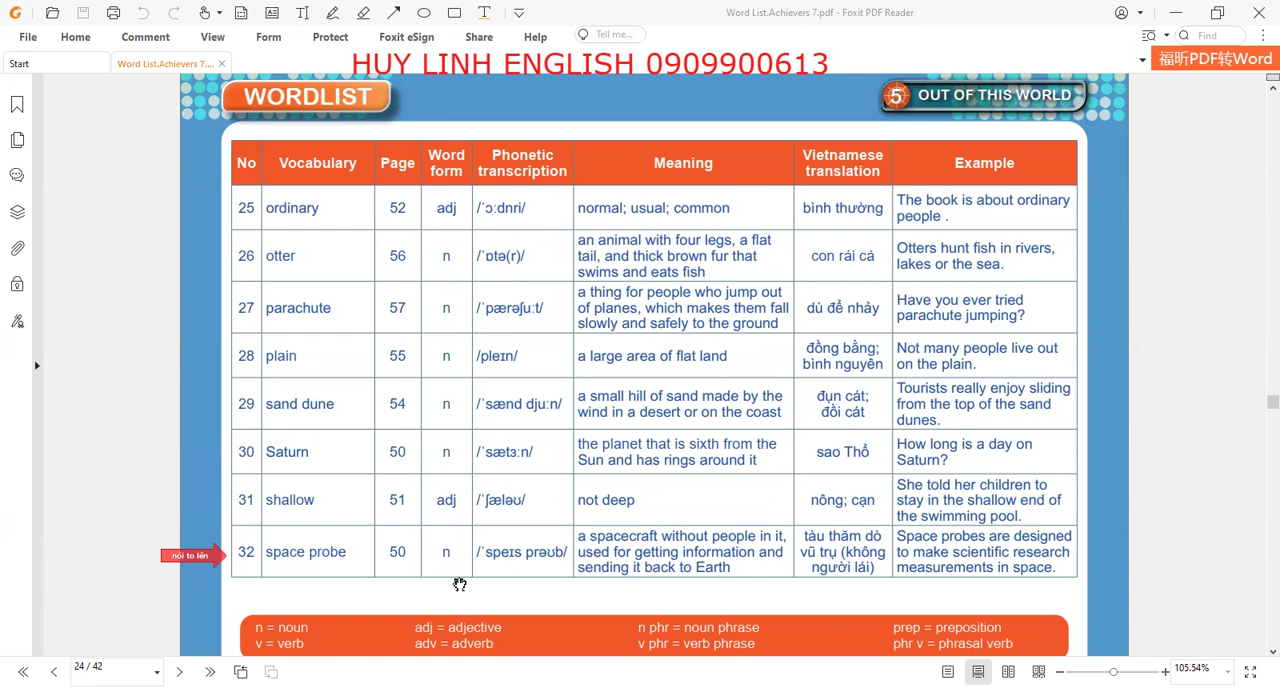 Word List.Achievers 7.pdf - Foxit PDF Reader
File Home Comment View Form Protect Foxit eSign Share Help Tell me... Find
Start Word List.Achievers 7....
HUY LINH ENGLISH 0909900613
福昕PDF转Word
WORDLIST
5 OUT OF THIS WORLD
No Vocabulary Page Word form Phonetic transcription Meaning Vietnamese translation Example
25 ordinary 52 adj /ˈɔːdnri/ normal; usual; common bình thường The book is about ordinary people .
26 otter 56 n /ˈɒtə(r)/ an animal with four legs, a flat tail, and thick brown fur that swims and eats fish con rái cá Otters hunt fish in rivers, lakes or the sea.
27 parachute 57 n /ˈpærəʃuːt/ a thing for people who jump out of planes, which makes them fall slowly and safely to the ground dù để nhảy Have you ever tried parachute jumping?
28 plain 55 n /pleɪn/ a large area of flat land đồng bằng; bình nguyên Not many people live out on the plain.
29 sand dune 54 n /ˈsænd djuːn/ a small hill of sand made by the wind in a desert or on the coast đụn cát; đồi cát Tourists really enjoy sliding from the top of the sand dunes.
30 Saturn 50 n /ˈsætɜːn/ the planet that is sixth from the Sun and has rings around it sao Thổ How long is a day on Saturn?
31 shallow 51 adj /ˈʃæləʊ/ not deep nông; cạn She told her children to stay in the shallow end of the swimming pool.
nói to lên
32 space probe 50 n /ˈspeɪs prəʊb/ a spacecraft without people in it, used for getting information and sending it back to Earth tàu thăm dò vũ trụ (không người lái) Space probes are designed to make scientific research measurements in space.
n = noun adj = adjective n phr = noun phrase prep = preposition
v = verb adv = adverb v phr = verb phrase phr v = phrasal verb
24 / 42 105.54%